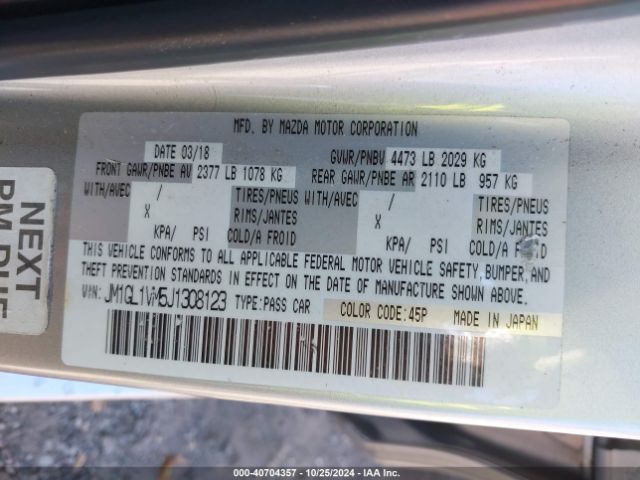 MFD. BY MAZDA MOTOR CORPORATION
DATE 03/18 GVWR/PNBV 4473 LB 2029 KG
FRONT GAWR/PNBE AV 2377 LB 1078 KG REAR GAWR/PNBE AR 2110 LB 957 KG
WITH/AVEC / TIRES/PNEUS WITH/AVEC / TIRES/PNEUS
X RIMS/JANTES X RIMS/JANTES
KPA/ PSI COLD/A FROID KPA/ PSI COLD/A FROID
THIS VEHICLE CONFORMS TO ALL APPLICABLE FEDERAL MOTOR VEHICLE SAFETY, BUMPER, AND
THEFT PREVENTION STANDARDS IN EFFECT ON THE DATE OF MANUFACTURE SHOWN ABOVE.
VIN: JM1GL1VM5J1308123 TYPE:PASS CAR COLOR CODE:45P MADE IN JAPAN
NEXT
PM DUE
000-40704357 - 10/25/2024 - IAA Inc.